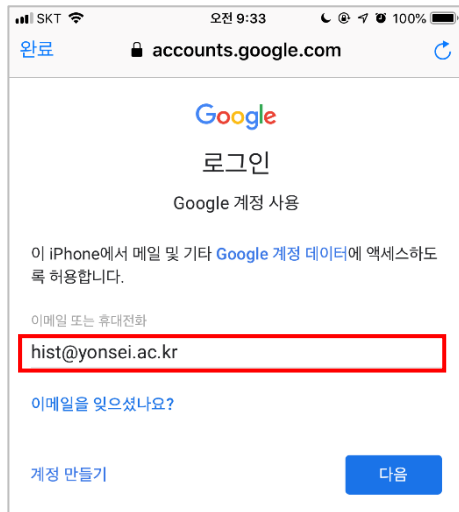 SKT 오전 9:33 100%
완료 accounts.google.com
Google
로그인
Google 계정 사용
이 iPhone에서 메일 및 기타 Google 계정 데이터에 액세스하도
록 허용합니다.
이메일 또는 휴대전화
hist@yonsei.ac.kr
이메일을 잊으셨나요?
계정 만들기 다음